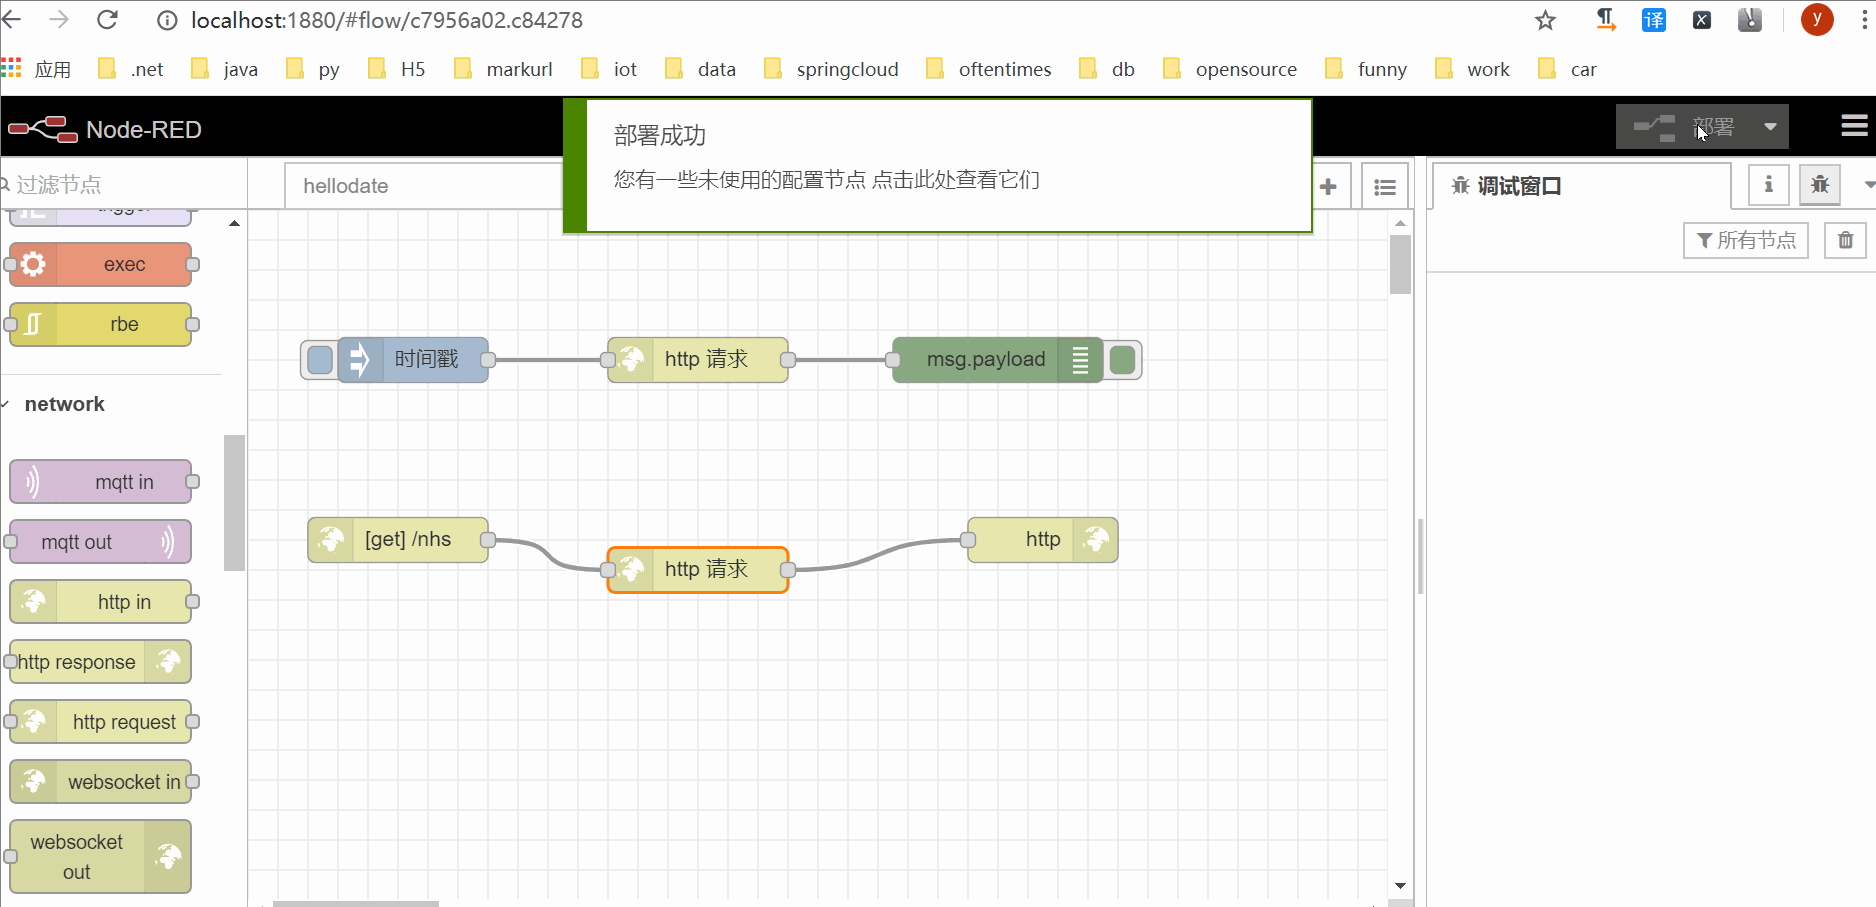 localhost:1880/#flow/c7956a02.c84278
译
y
应用 .net java py H5 markurl iot data springcloud oftentimes db opensource funny work car
Node-RED
部署成功
您有一些未使用的配置节点 点击此处查看它们
部署
过滤节点
hellodate
调试窗口
所有节点
trigger
exec
rbe
network
mqtt in
mqtt out
http in
http response
http request
websocket in
websocket
out
时间戳
http 请求
msg.payload
[get] /nhs
http 请求
http